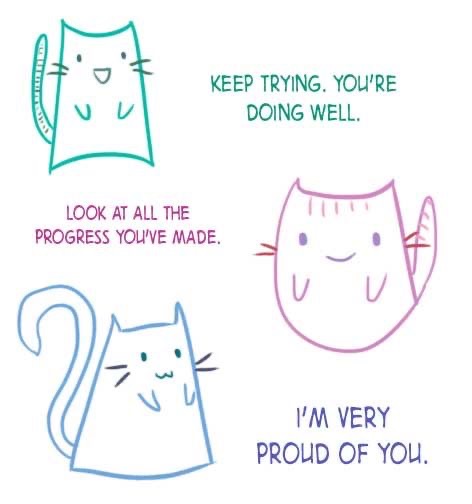 KEEP TRYING. YOU'RE
DOING WELL.
LOOK AT ALL THE
PROGRESS YOU'VE MADE.
I'M VERY
PROUD OF YOU.